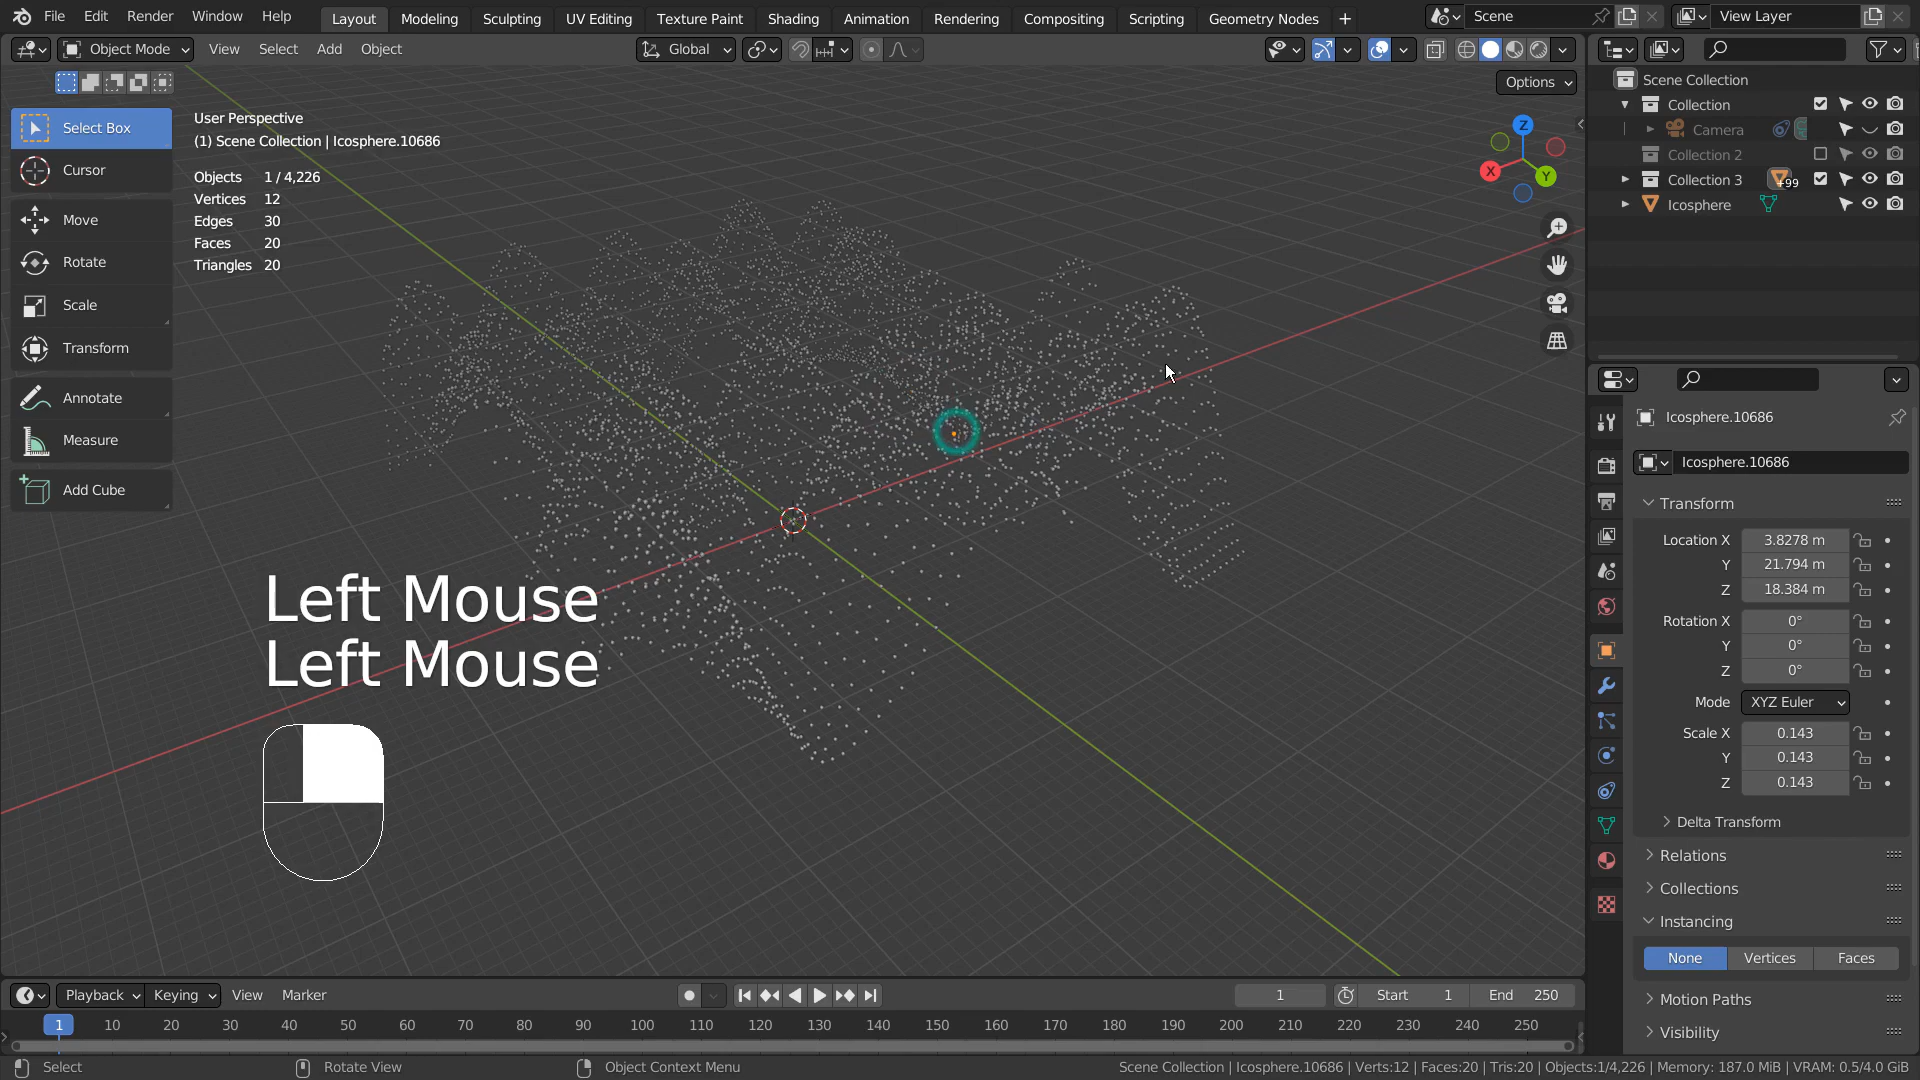 File Edit Render Window Help Layout Modeling Sculpting UV Editing Texture Paint Shading Animation Rendering Compositing Scripting Geometry Nodes + Scene View Layer
Object Mode View Select Add Object Global
Options
Select Box
Cursor
Move
Rotate
Scale
Transform
Annotate
Measure
Add Cube
User Perspective
(1) Scene Collection | Icosphere.10686
Objects 1 / 4,226
Vertices 12
Edges 30
Faces 20
Triangles 20
Z
X
Y
Left Mouse
Left Mouse
Scene Collection
Collection
Camera
Collection 2
Collection 3 +99
Icosphere
Icosphere.10686
Icosphere.10686
Transform
Location X 3.8278 m
Y 21.794 m
Z 18.384 m
Rotation X 0°
Y 0°
Z 0°
Mode XYZ Euler
Scale X 0.143
Y 0.143
Z 0.143
Delta Transform
Relations
Collections
Instancing
None Vertices Faces
Motion Paths
Visibility
Playback Keying View Marker 1 Start 1 End 250
1 10 20 30 40 50 60 70 80 90 100 110 120 130 140 150 160 170 180 190 200 210 220 230 240 250
Select Rotate View Object Context Menu Scene Collection | Icosphere.10686 | Verts:12 | Faces:20 | Tris:20 | Objects:1/4,226 | Memory: 187.0 MiB | VRAM: 0.5/4.0 GiB